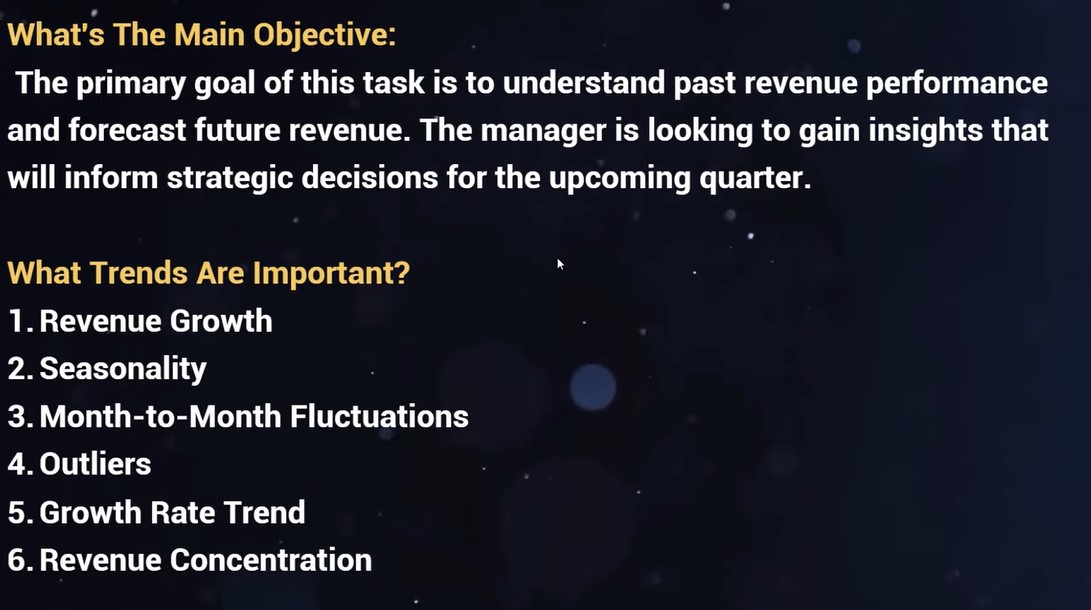 What's The Main Objective:
The primary goal of this task is to understand past revenue performance
and forecast future revenue. The manager is looking to gain insights that
will inform strategic decisions for the upcoming quarter.
What Trends Are Important?
1. Revenue Growth
2. Seasonality
3. Month-to-Month Fluctuations
4. Outliers
5. Growth Rate Trend
6. Revenue Concentration